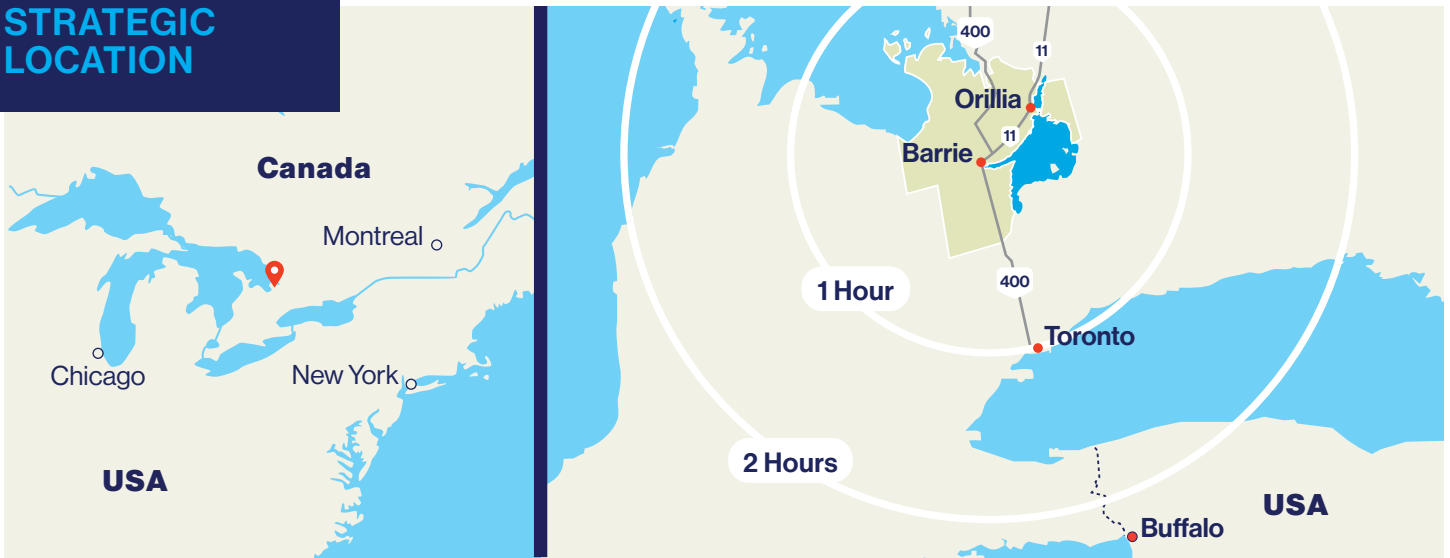 STRATEGIC
LOCATION
Canada
Montreal
Chicago
New York
USA
400
11
Orillia
11
Barrie
400
1 Hour
Toronto
2 Hours
USA
Buffalo